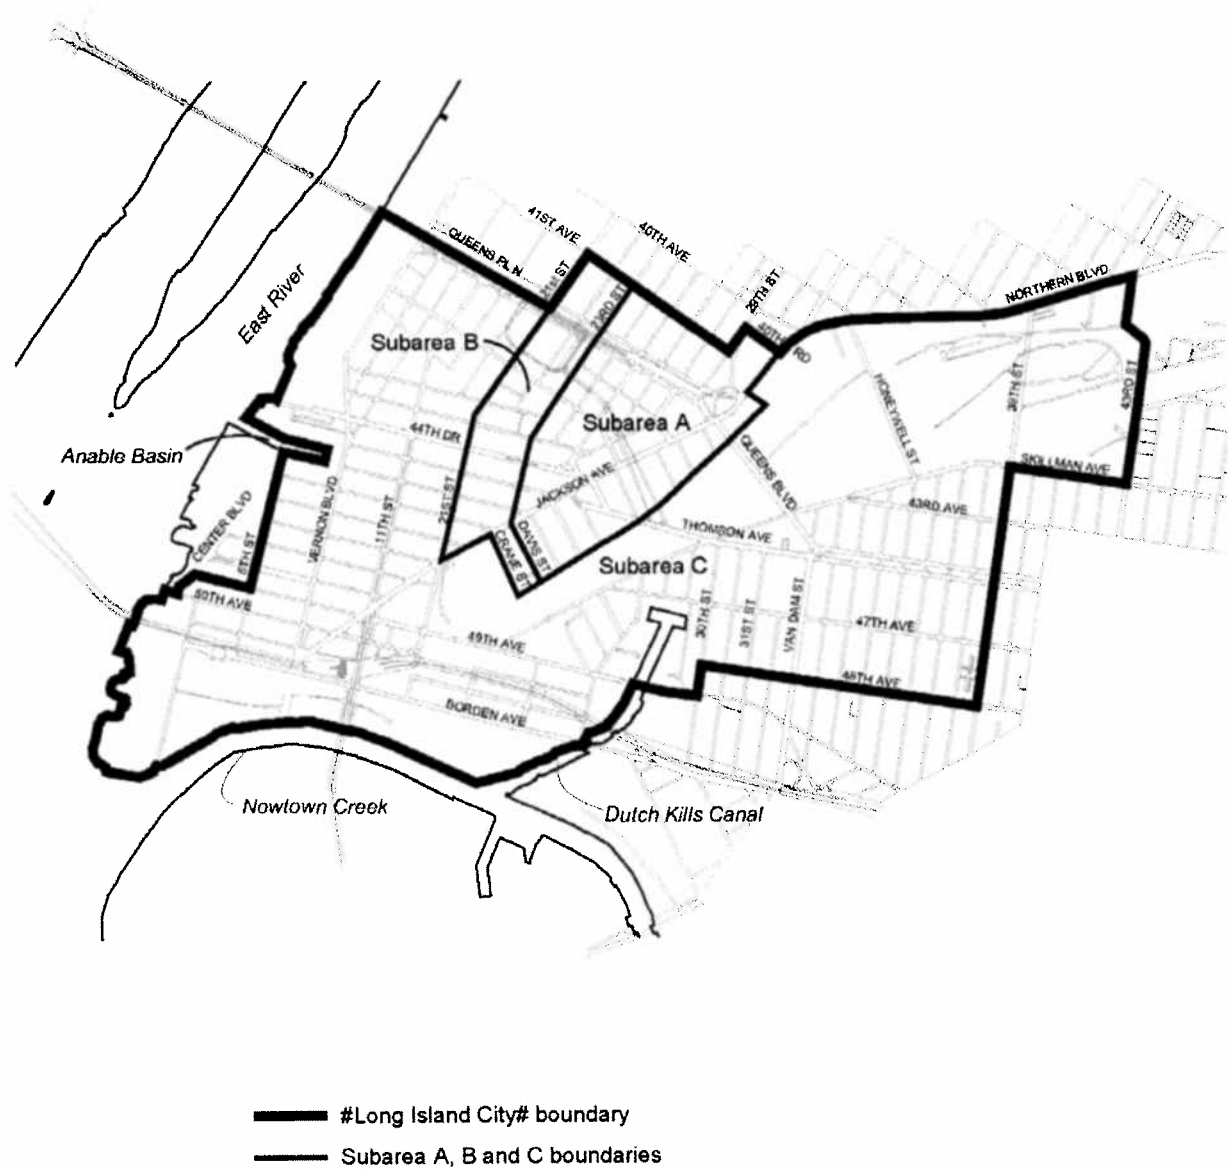 41ST AVE
40TH AVE
QUEENS PL N
21st ST
29TH ST
NORTHERN BLVD
East River
23RD ST
Subarea B
38TH ST
43RD ST
HONEYWELL ST
Subarea A
44TH DR
QUEENS BLVD
Anable Basin
JACKSON AVE
SKILLMAN AVE
21ST ST
43RD AVE
CENTER BLVD
VERNON BLVD
11TH ST
5TH ST
THOMSON AVE
DAVIS ST
CRANE ST
Subarea C
50TH AVE
30TH ST
31ST ST
VAN DAM ST
47TH AVE
49TH AVE
48TH AVE
BORDEN AVE
Nowtown Creek
Dutch Kills Canal
#Long Island City# boundary
Subarea A, B and C boundaries